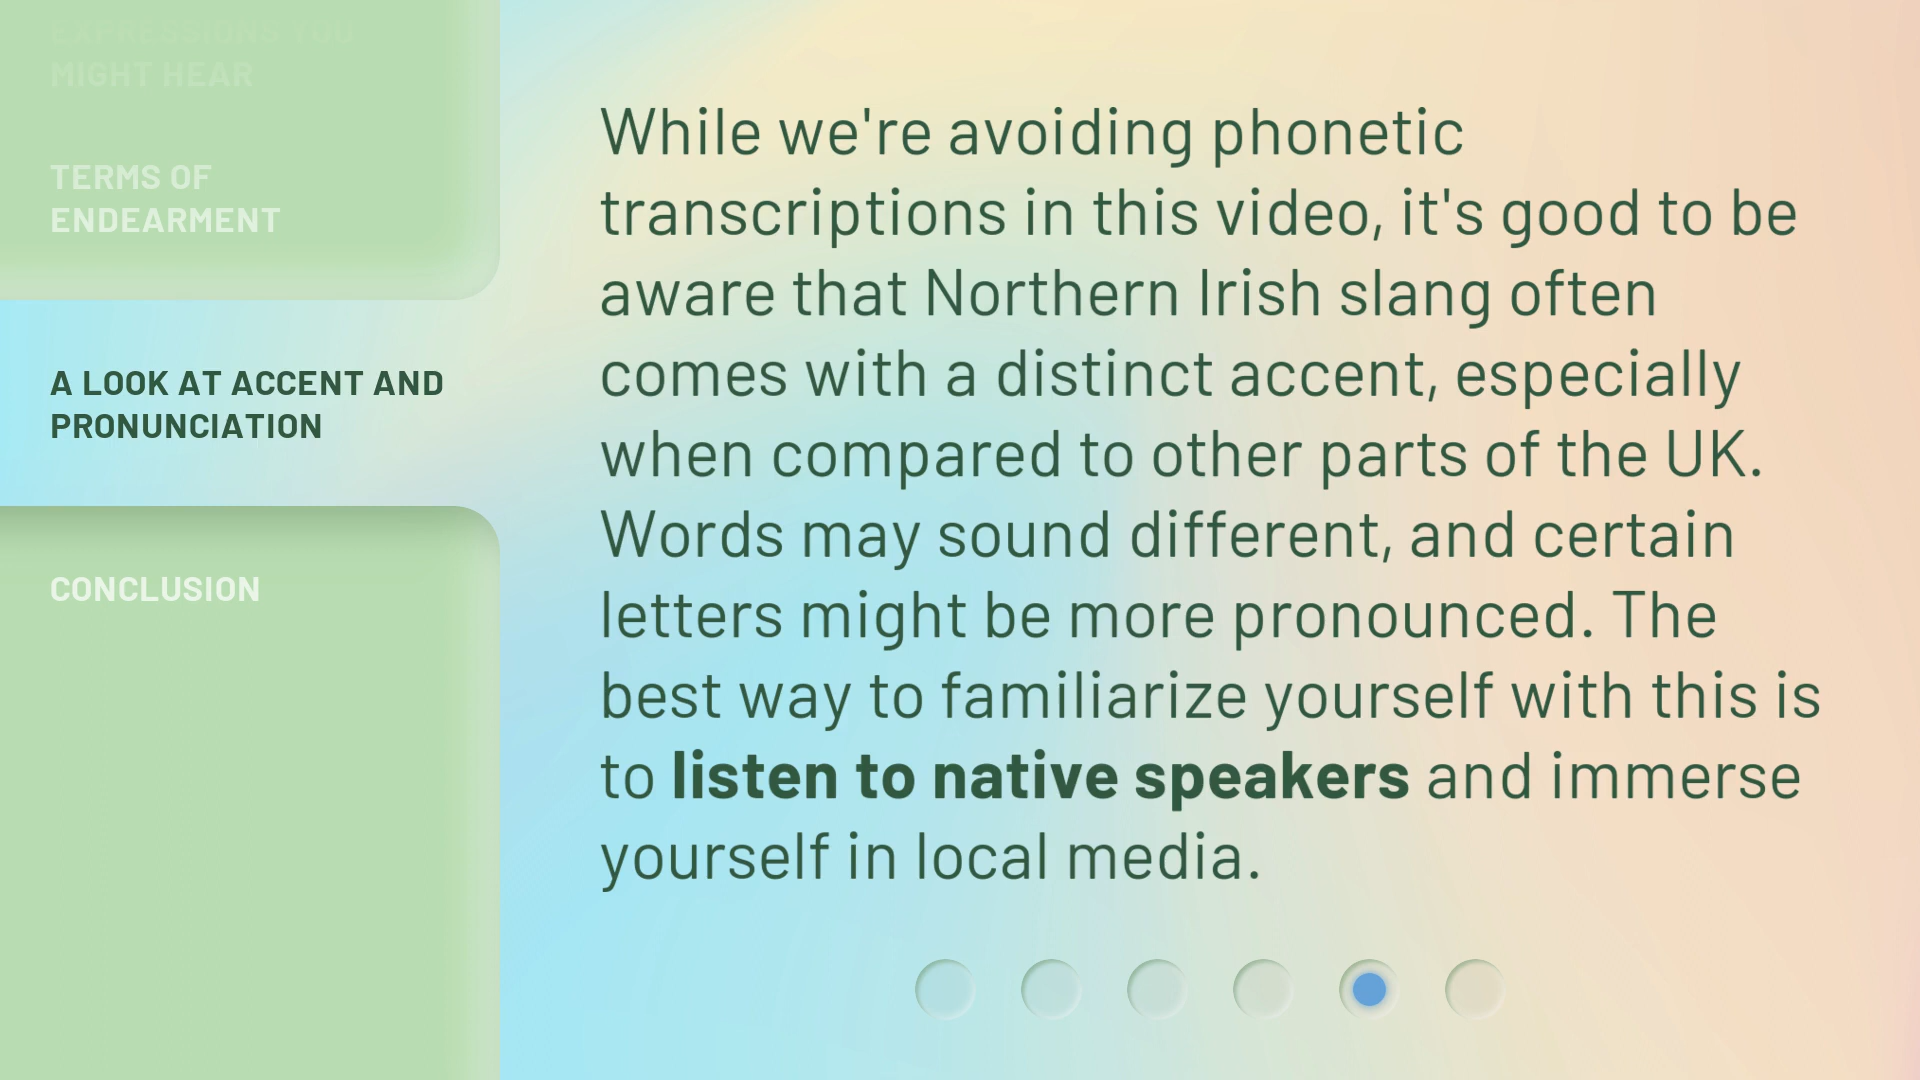 EXPRESSIONS YOU
MIGHT HEAR
TERMS OF
ENDEARMENT
A LOOK AT ACCENT AND
PRONUNCIATION
CONCLUSION
While we're avoiding phonetic
transcriptions in this video, it's good to be
aware that Northern Irish slang often
comes with a distinct accent, especially
when compared to other parts of the UK.
Words may sound different, and certain
letters might be more pronounced. The
best way to familiarize yourself with this is
to listen to native speakers and immerse
yourself in local media.